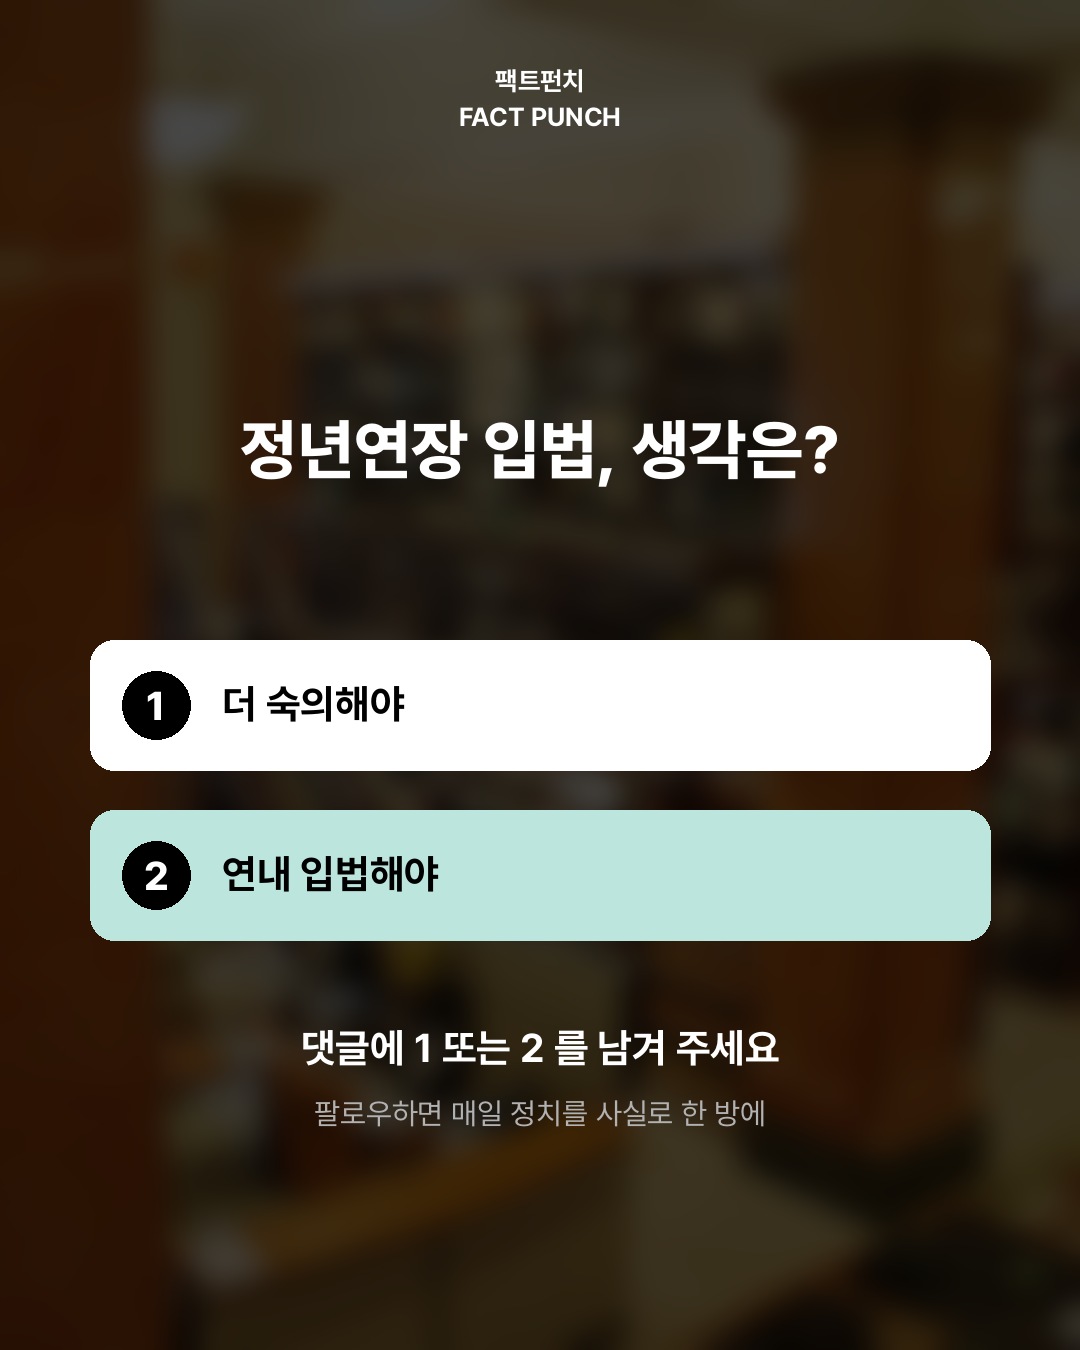 팩트펀치
FACT PUNCH
정년연장 입법, 생각은?
1 더 숙의해야
2 연내 입법해야
댓글에 1 또는 2 를 남겨 주세요
팔로우하면 매일 정치를 사실로 한 방에